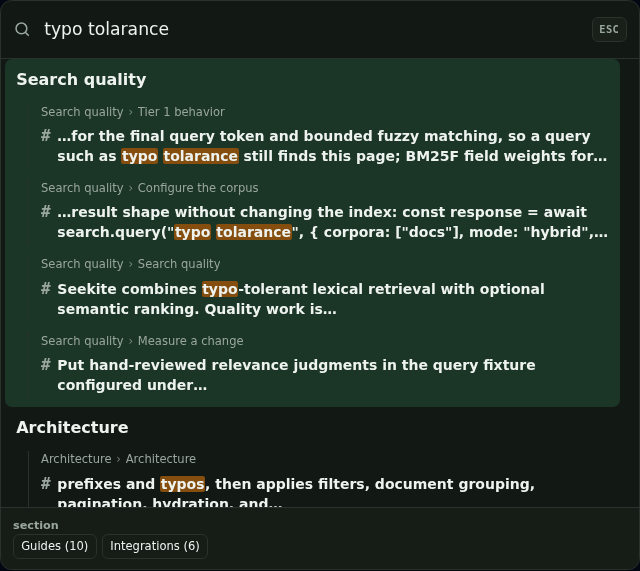 typo tolarance
ESC
Search quality
Search quality › Tier 1 behavior
# …for the final query token and bounded fuzzy matching, so a query
such as typo tolarance still finds this page; BM25F field weights for…
Search quality › Configure the corpus
# …result shape without changing the index: const response = await
search.query("typo tolarance", { corpora: ["docs"], mode: "hybrid",…
Search quality › Search quality
# Seekite combines typo-tolerant lexical retrieval with optional
semantic ranking. Quality work is…
Search quality › Measure a change
# Put hand-reviewed relevance judgments in the query fixture
configured under…
Architecture
Architecture › Architecture
# prefixes and typos, then applies filters, document grouping,
pagination, hydration, and…
section
Guides (10) Integrations (6)